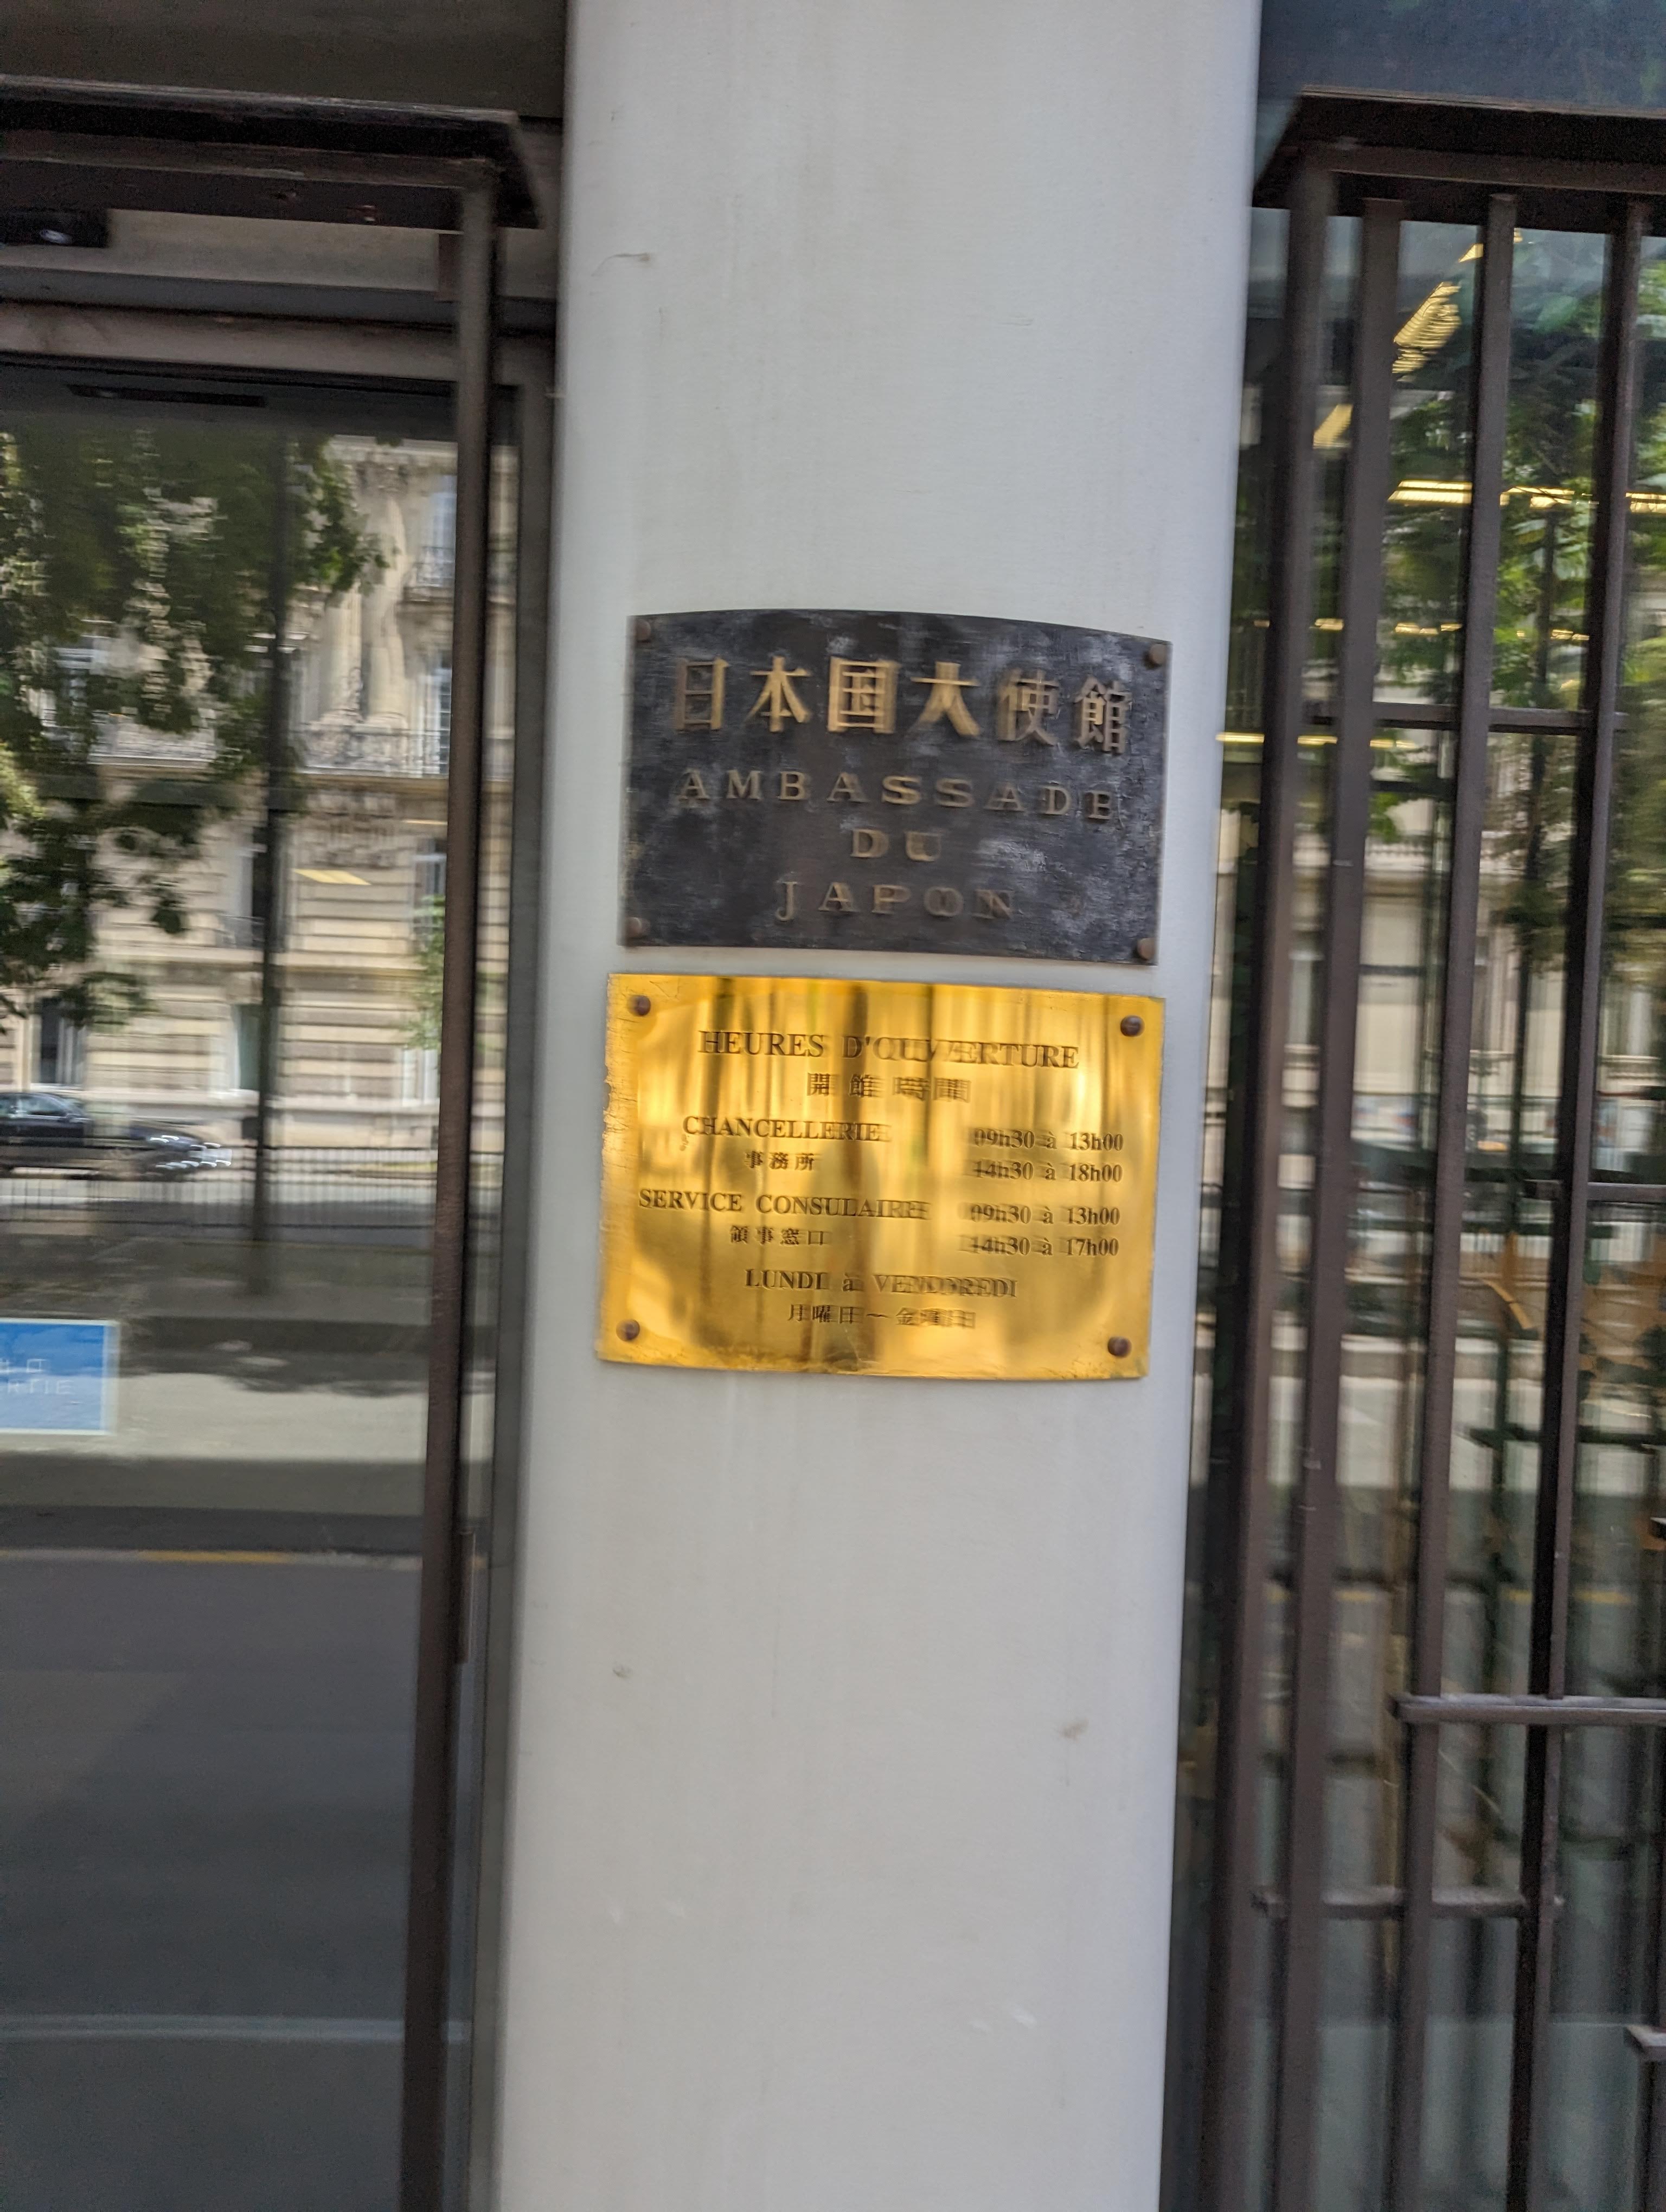 日本国大使館
AMBASSADE
DU
JAPON
HEURES D'OUVERTURE
開館時間
CHANCELLERIE 09h30 à 13h00
事務所 14h30 à 18h00
SERVICE CONSULAIRE 09h30 à 13h00
領事窓口 14h30 à 17h00
LUNDI à VENDREDI
月曜日〜金曜日